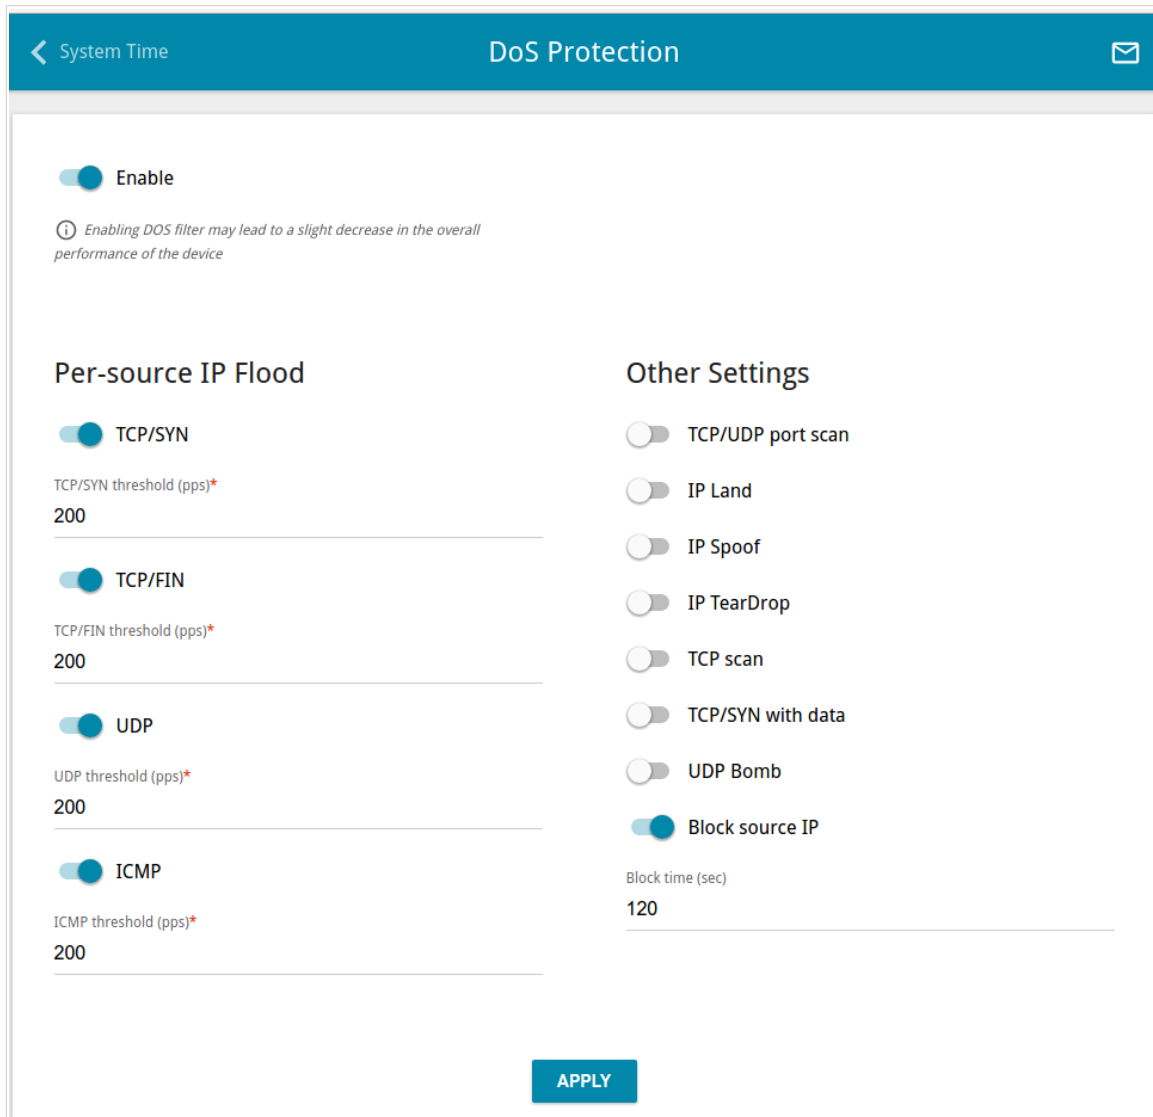 System Time
DoS Protection
Enable
Enabling DOS filter may lead to a slight decrease in the overall
performance of the device
Per-source IP Flood
TCP/SYN
TCP/SYN threshold (pps)*
200
TCP/FIN
TCP/FIN threshold (pps)*
200
UDP
UDP threshold (pps)*
200
ICMP
ICMP threshold (pps)*
200
Other Settings
TCP/UDP port scan
IP Land
IP Spoof
IP TearDrop
TCP scan
TCP/SYN with data
UDP Bomb
Block source IP
Block time (sec)
120
APPLY